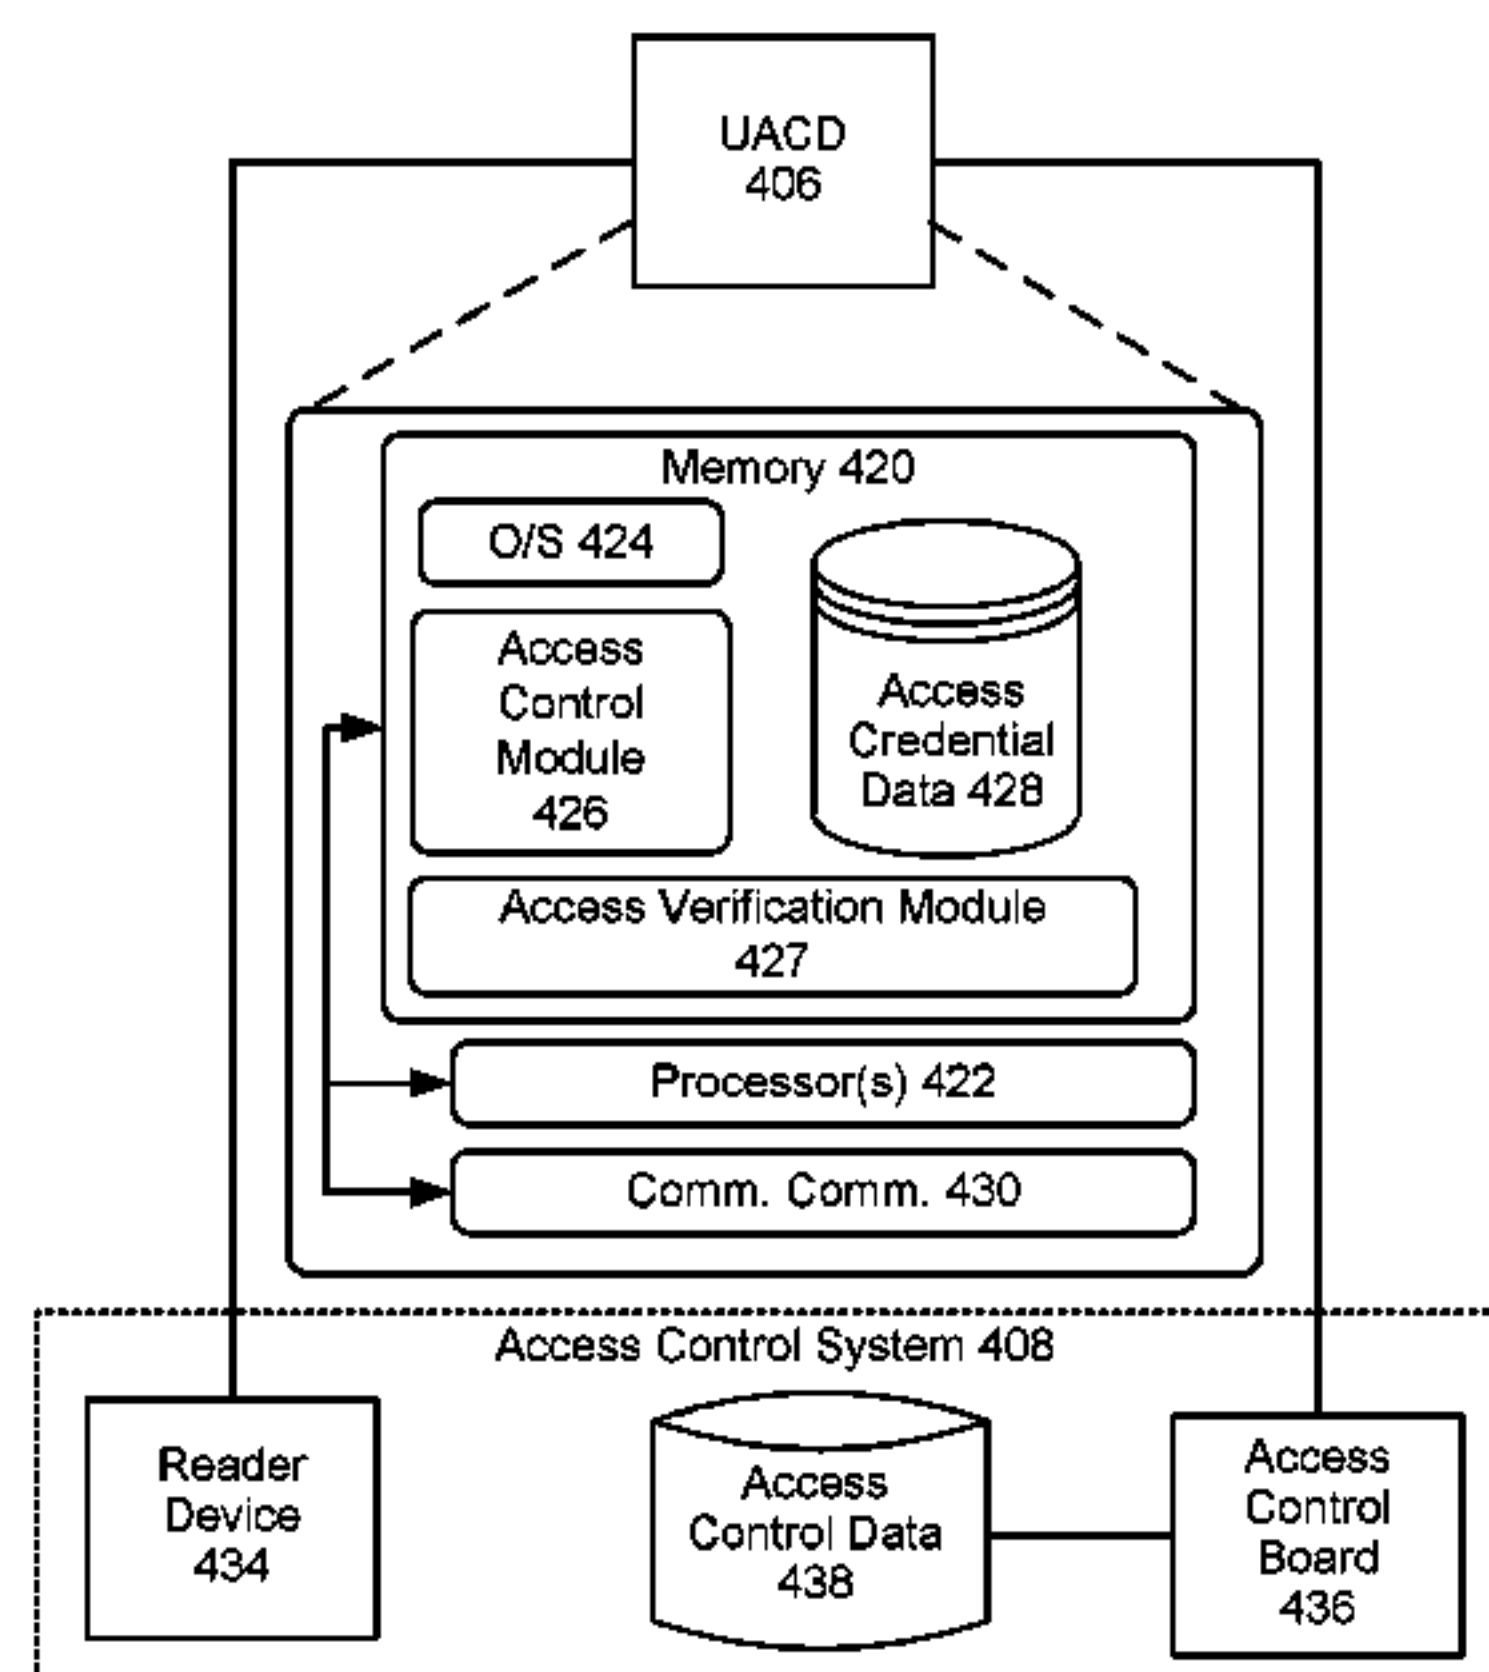 UACD
406
Memory 420
O/S 424
Access
Control
Module
426
Access
Credential
Data 428
Access Verification Module
427
Processor(s) 422
Comm. Comm. 430
Access Control System 408
Reader
Device
434
Access
Control Data
438
Access
Control
Board
436